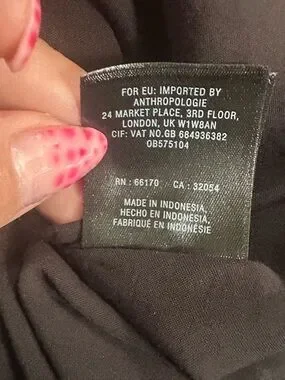 FOR EU: IMPORTED BY
ANTHROPOLOGIE
24 MARKET PLACE, 3RD FLOOR,
LONDON, UK W1W8AN
CIF: VAT NO.GB 684936382
OB575104
RN : 66170 CA : 32054
MADE IN INDONESIA,
HECHO EN INDONESIA,
FABRIQUÉ EN INDONÉSIE